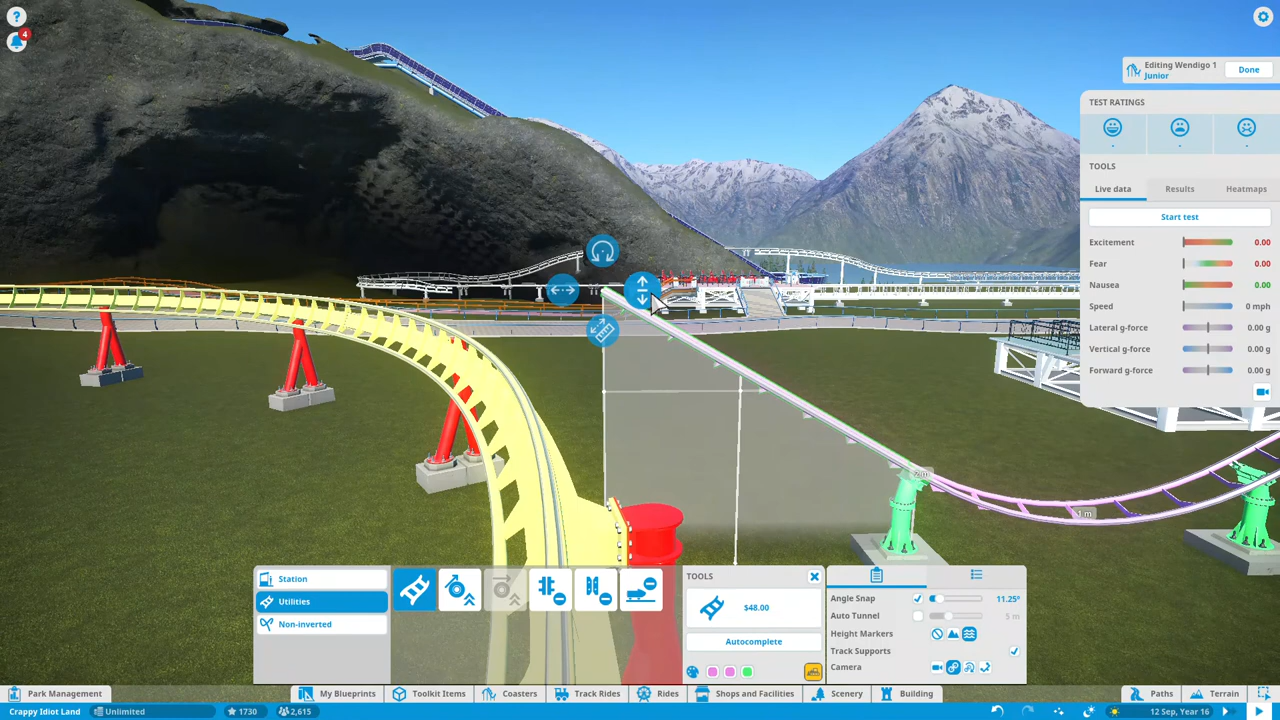 ?
4
Editing Wendigo 1
Junior
Done
TEST RATINGS
- - -
TOOLS
Live data Results Heatmaps
Start test
Excitement 0.00
Fear 0.00
Nausea 0.00
Speed 0 mph
Lateral g-force 0.00 g
Vertical g-force 0.00 g
Forward g-force 0.00 g
2 m
1 m
Station
Utilities
Non-inverted
TOOLS
$48.00
Autocomplete
Angle Snap 11.25°
Auto Tunnel 5 m
Height Markers
Track Supports
Camera
Park Management My Blueprints Toolkit Items Coasters Track Rides Rides Shops and Facilities Scenery Building Paths Terrain
Crappy Idiot Land Unlimited 1730 2,615 12 Sep, Year 16